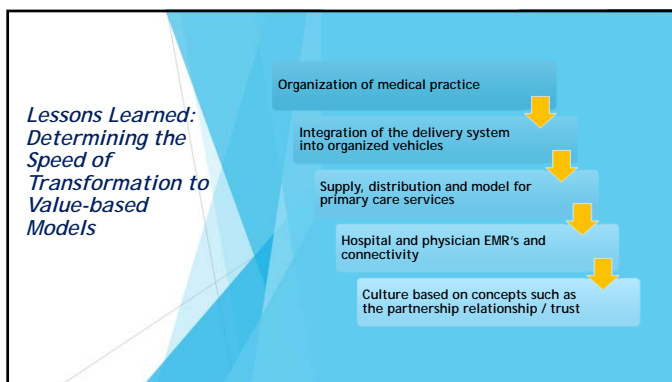 Lessons Learned:
Determining the
Speed of
Transformation to
Value-based
Models
Organization of medical practice
Integration of the delivery system
into organized vehicles
Supply, distribution and model for
primary care services
Hospital and physician EMR's and
connectivity
Culture based on concepts such as
the partnership relationship / trust